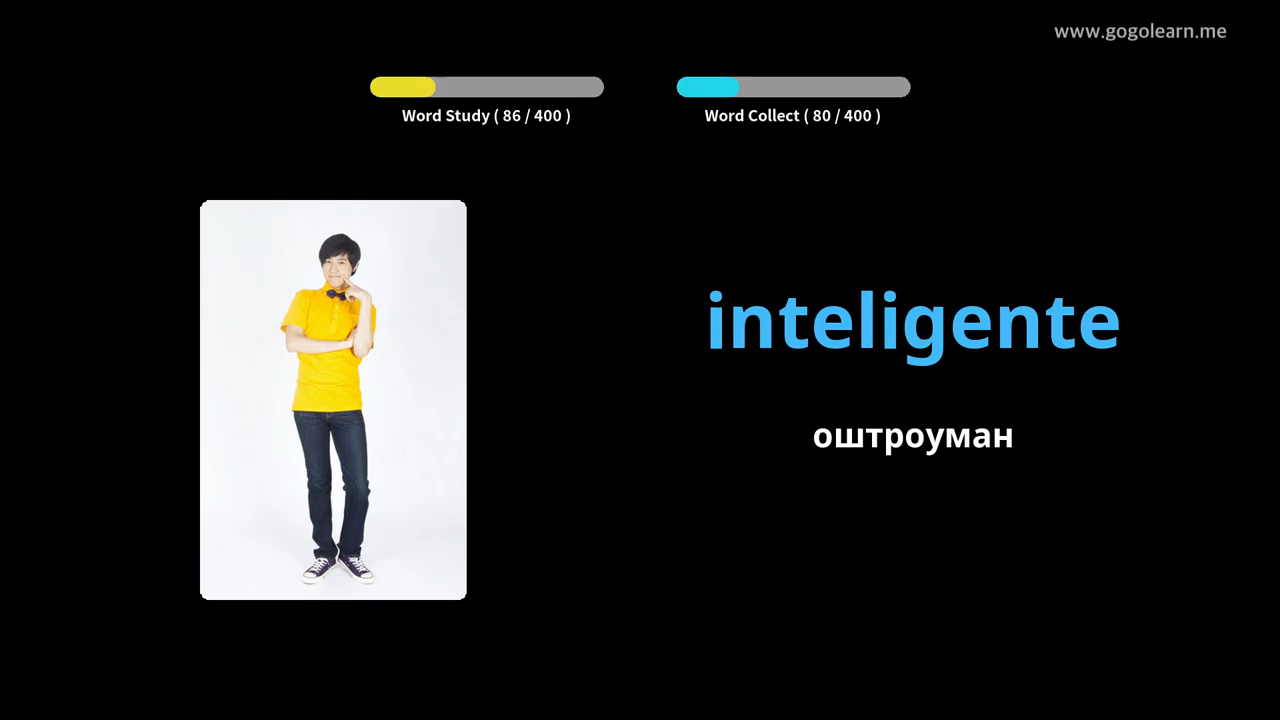 www.gogolearn.me
Word Study ( 86 / 400 )
Word Collect ( 80 / 400 )
inteligente
оштроуман